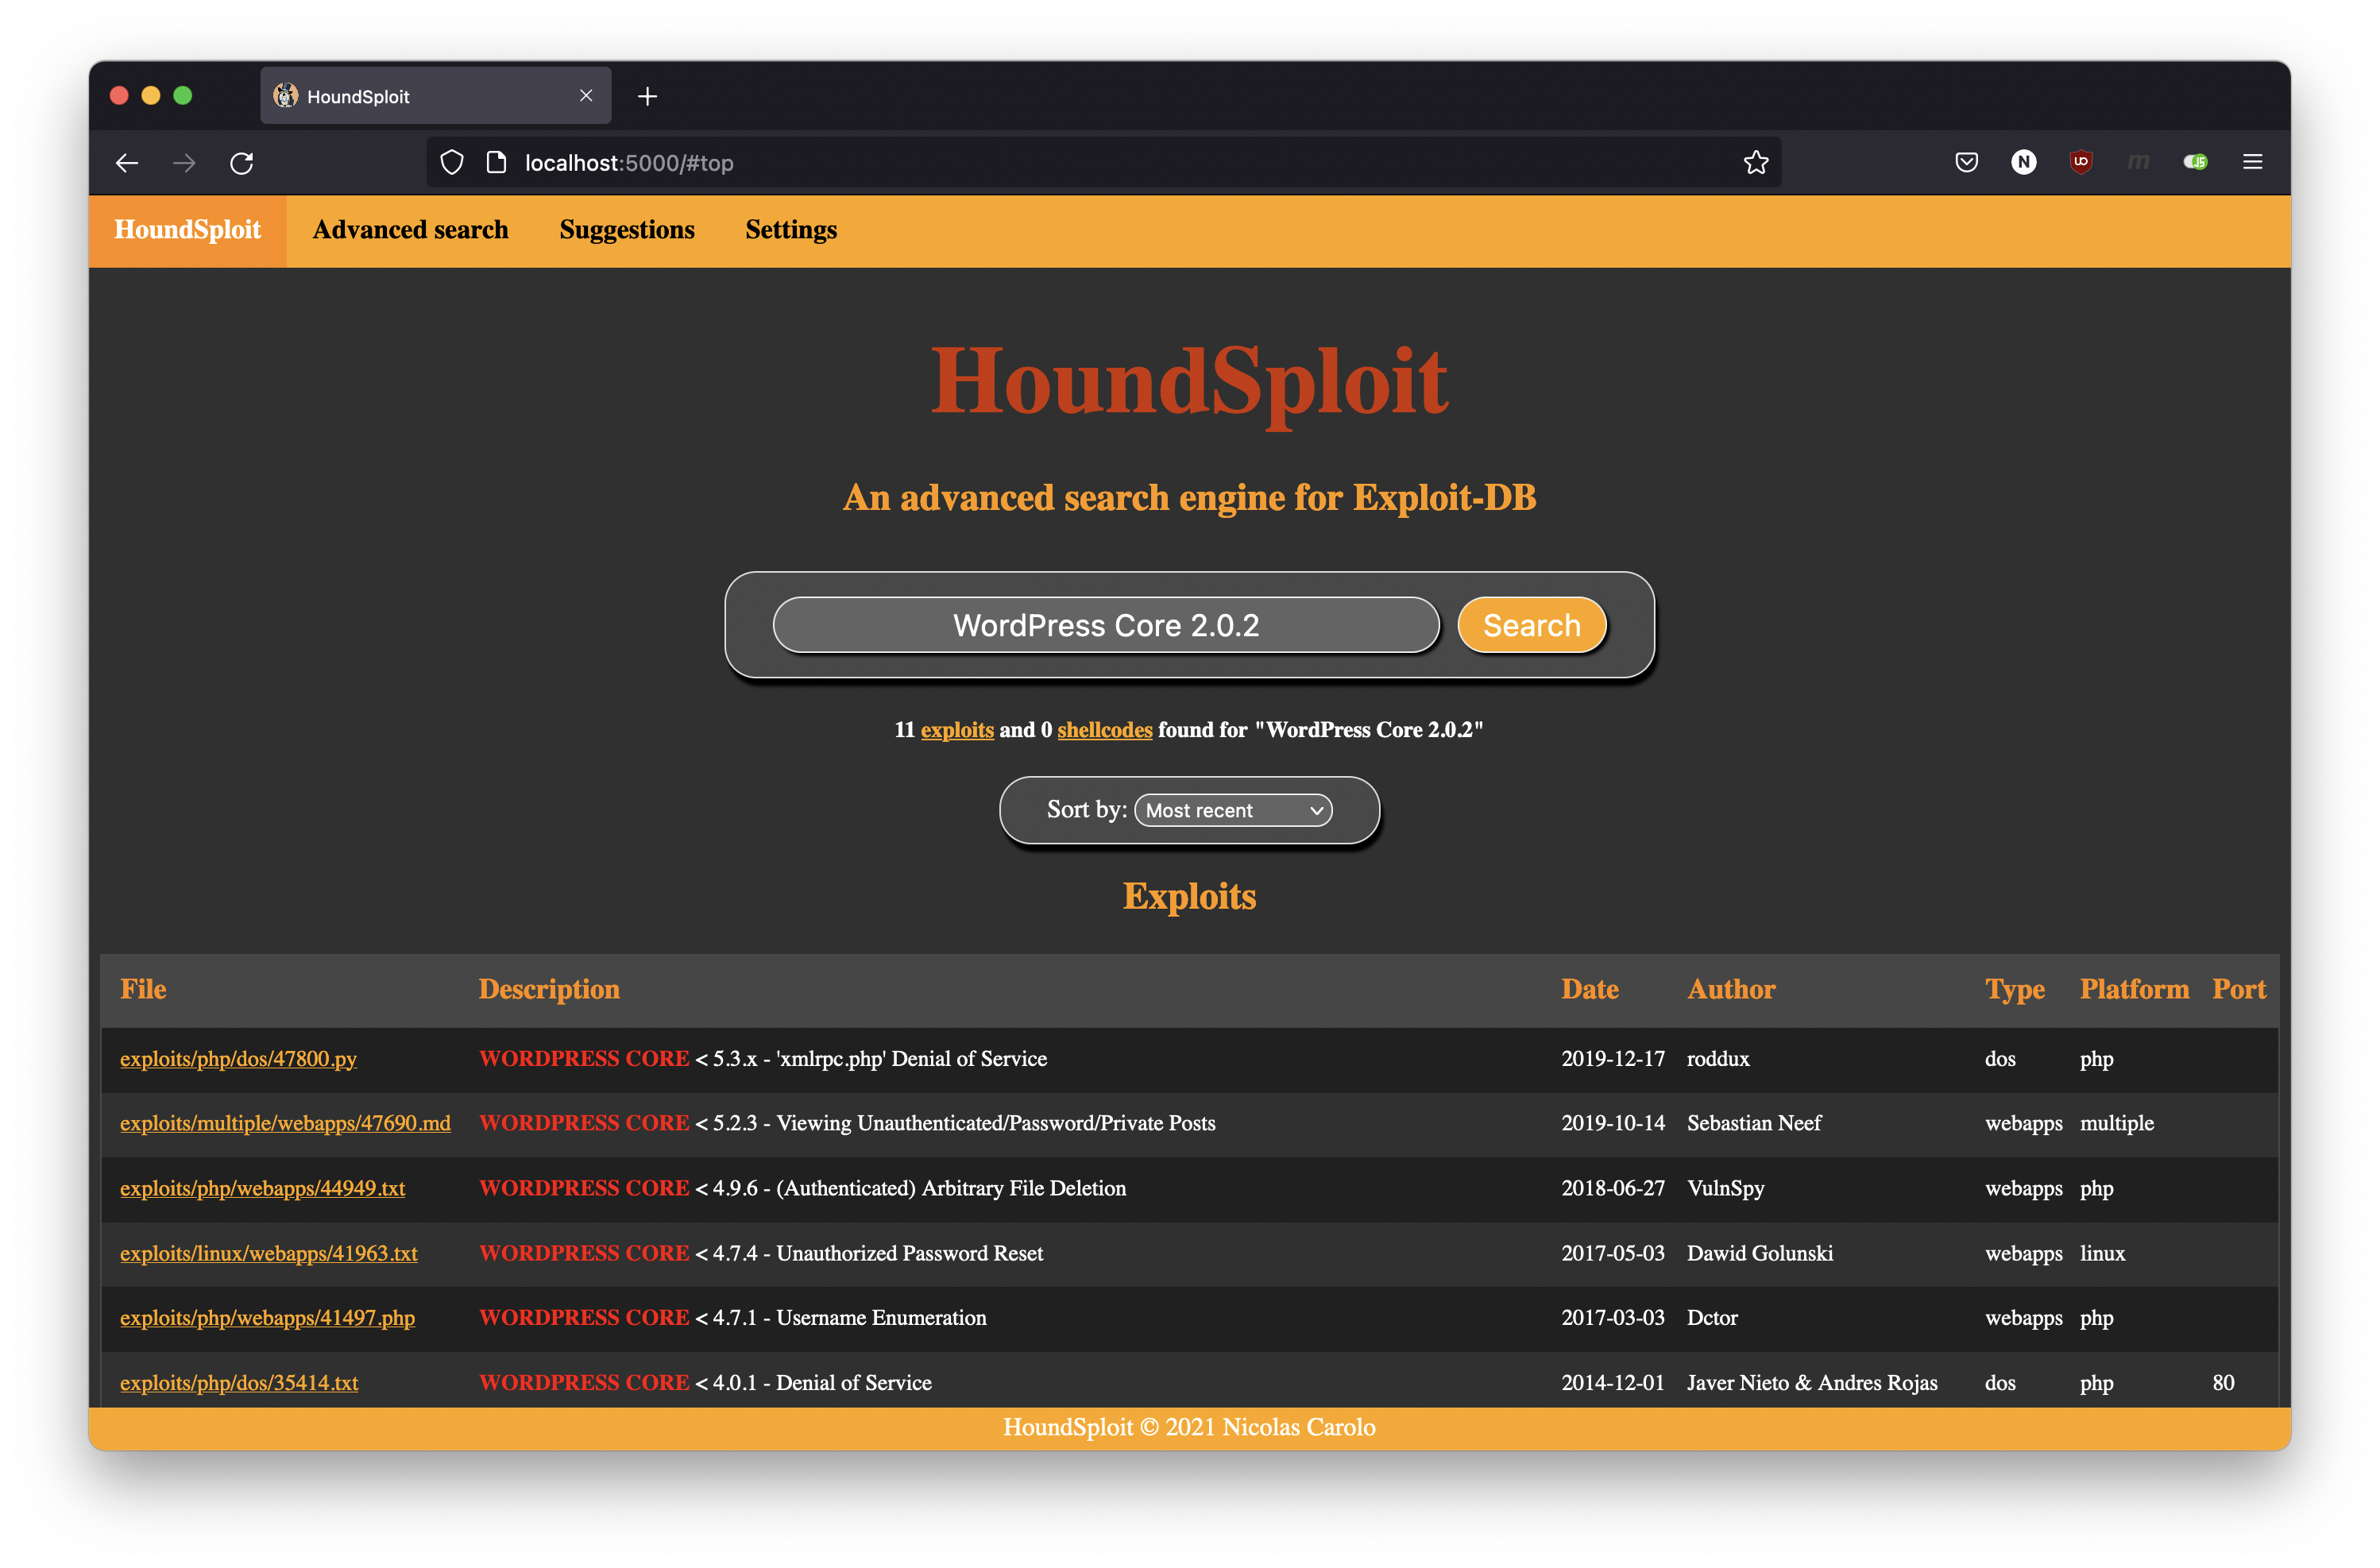 HoundSploit
localhost:5000/#top
HoundSploit Advanced search Suggestions Settings
HoundSploit
An advanced search engine for Exploit-DB
WordPress Core 2.0.2 Search
11 exploits and 0 shellcodes found for "WordPress Core 2.0.2"
Sort by: Most recent
Exploits
File Description Date Author Type Platform Port
exploits/php/dos/47800.py WORDPRESS CORE < 5.3.x - 'xmlrpc.php' Denial of Service 2019-12-17 roddux dos php
exploits/multiple/webapps/47690.md WORDPRESS CORE < 5.2.3 - Viewing Unauthenticated/Password/Private Posts 2019-10-14 Sebastian Neef webapps multiple
exploits/php/webapps/44949.txt WORDPRESS CORE < 4.9.6 - (Authenticated) Arbitrary File Deletion 2018-06-27 VulnSpy webapps php
exploits/linux/webapps/41963.txt WORDPRESS CORE < 4.7.4 - Unauthorized Password Reset 2017-05-03 Dawid Golunski webapps linux
exploits/php/webapps/41497.php WORDPRESS CORE < 4.7.1 - Username Enumeration 2017-03-03 Dctor webapps php
exploits/php/dos/35414.txt WORDPRESS CORE < 4.0.1 - Denial of Service 2014-12-01 Javer Nieto & Andres Rojas dos php 80
HoundSploit © 2021 Nicolas Carolo